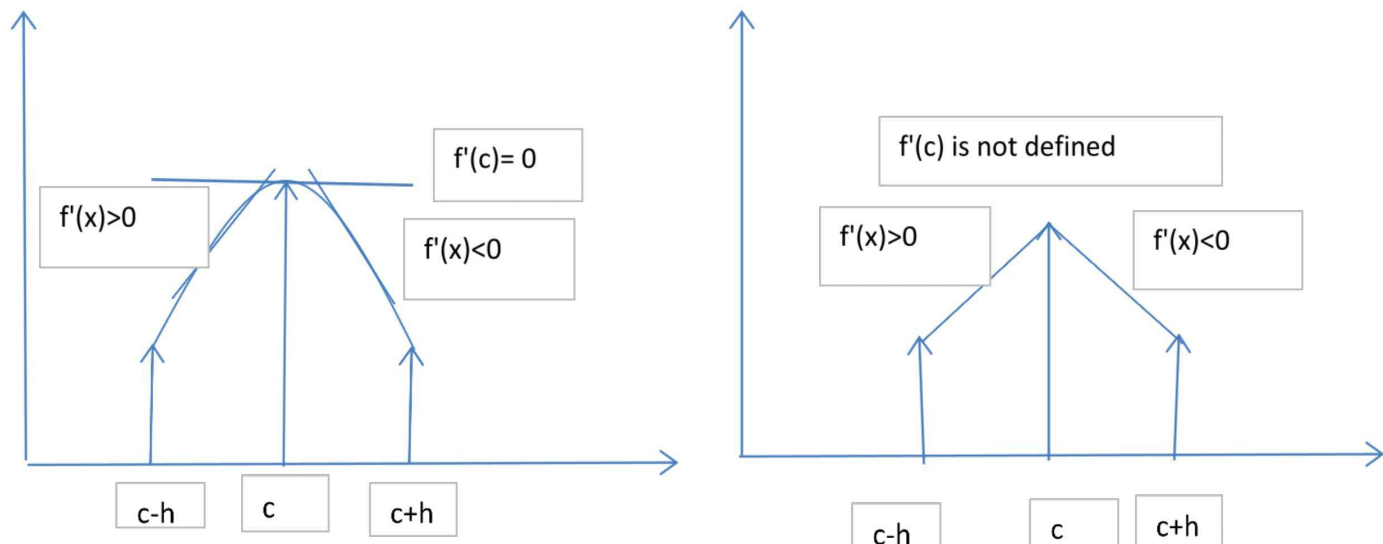 f'(c)= 0
f'(x)>0
f'(x)<0
c-h
c
c+h
f'(c) is not defined
f'(x)>0
f'(x)<0
c-h
c
c+h